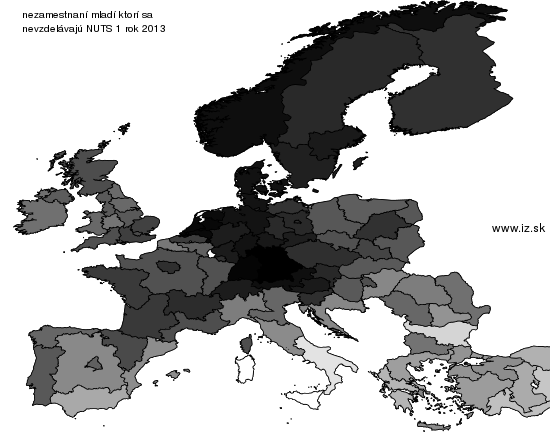 nezamestnaní mladí ktorí sa
nevzdelávajú NUTS 1 rok 2013
www.iz.sk